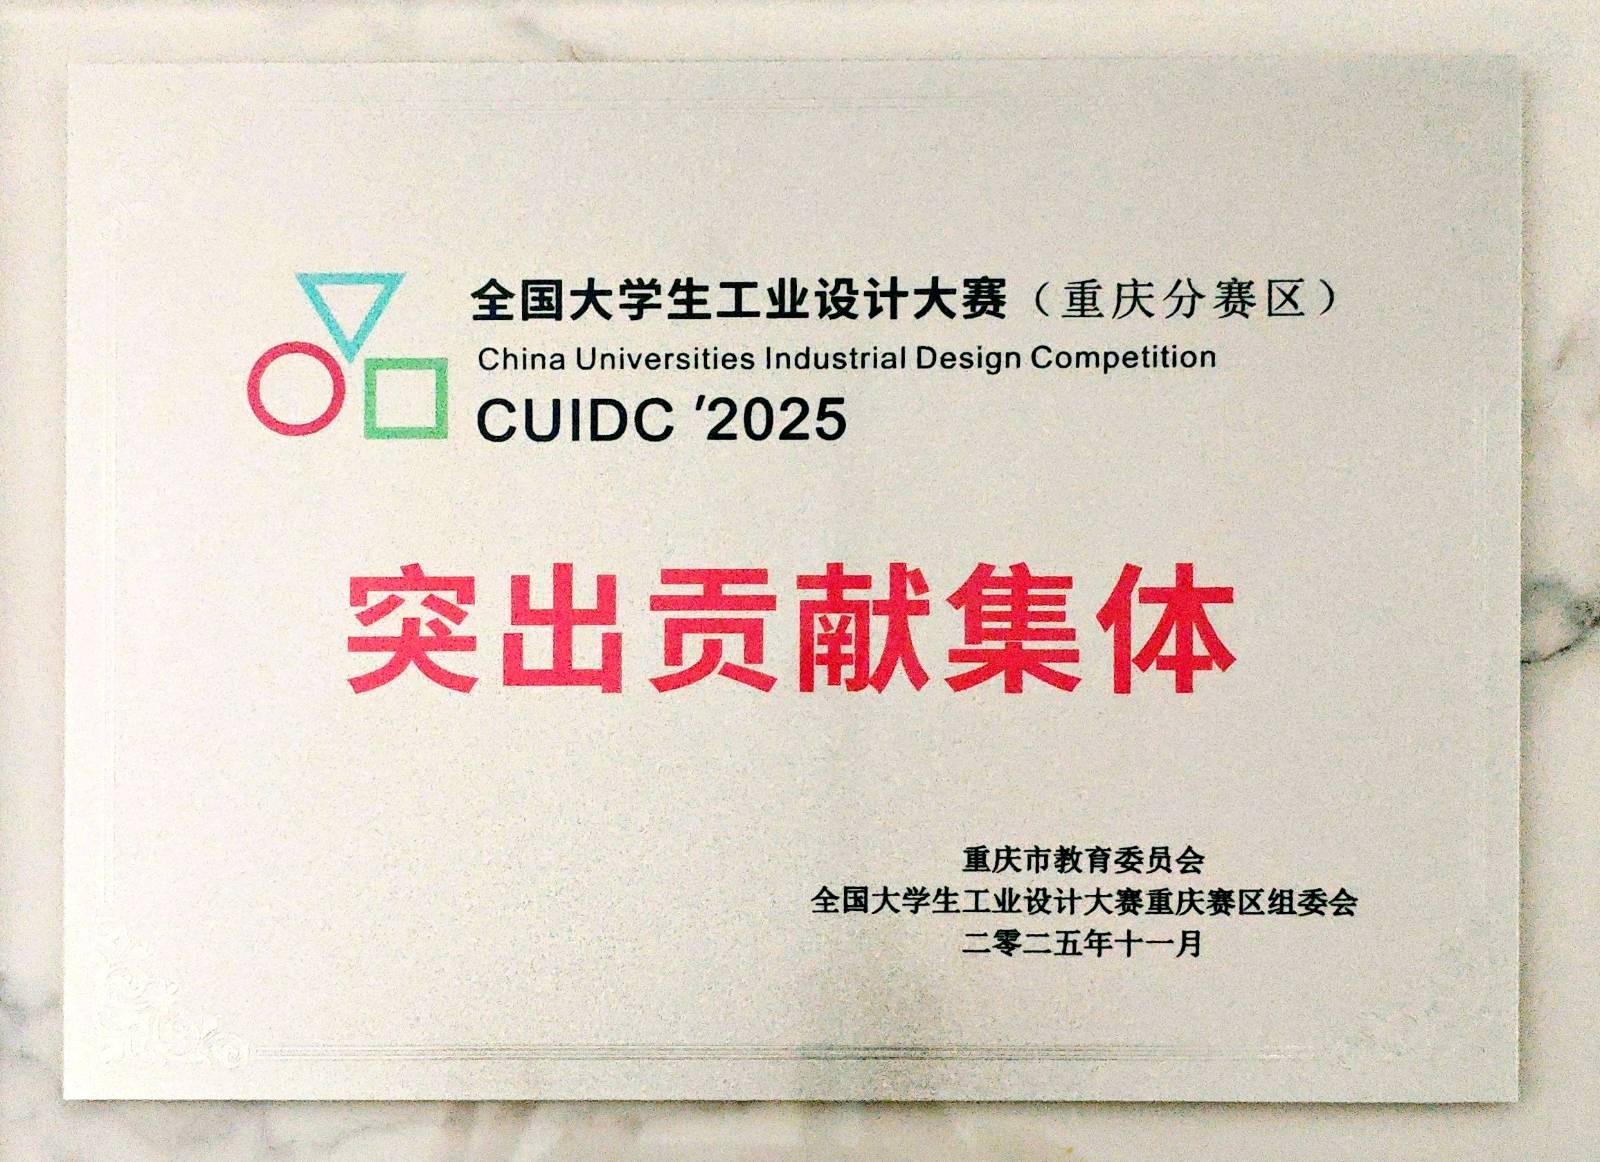 全国大学生工业设计大赛（重庆分赛区）
China Universities Industrial Design Competition
CUIDC '2025
突出贡献集体
重庆市教育委员会
全国大学生工业设计大赛重庆赛区组委会
二零二五年十一月